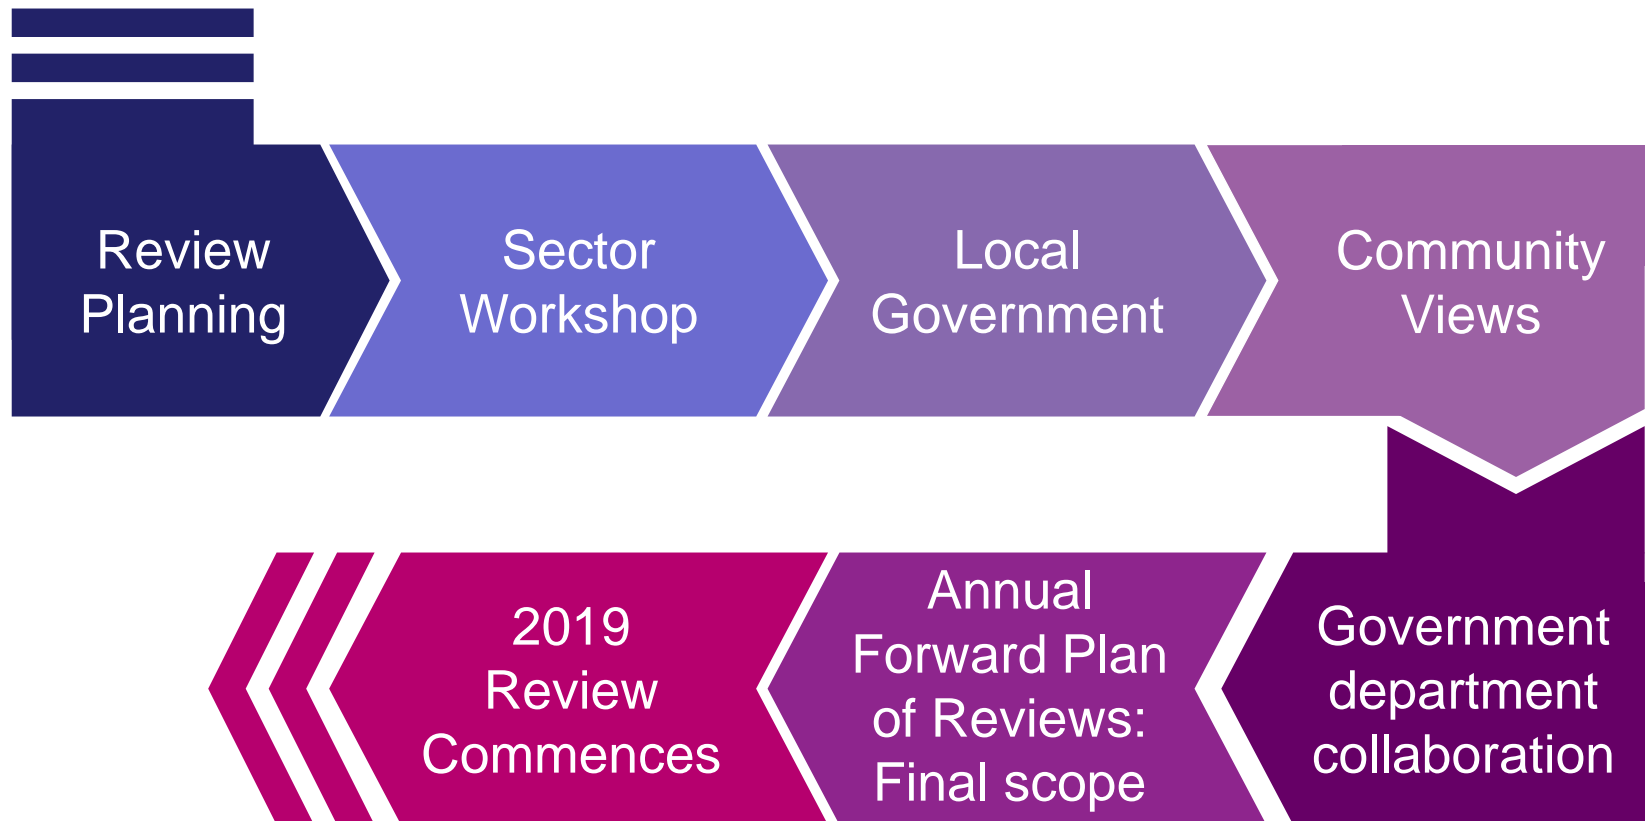 Review
Planning
Sector
Workshop
Local
Government
Community
Views
Government
department
collaboration
Annual
Forward Plan
of Reviews:
Final scope
2019
Review
Commences